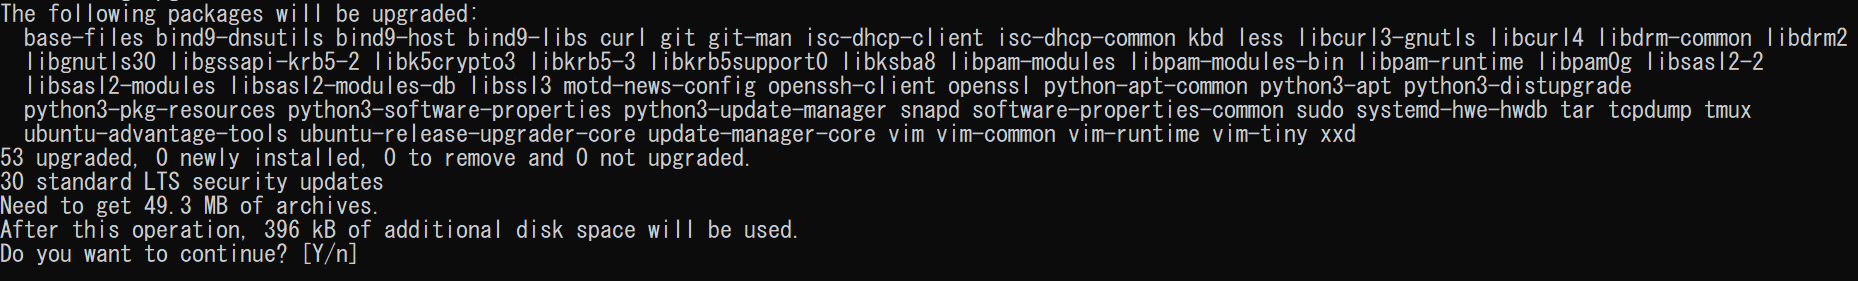 The following packages will be upgraded:
base-files bind9-dnsutils bind9-host bind9-libs curl git git-man isc-dhcp-client isc-dhcp-common kbd less libcurl3-gnutls libcurl4 libdrm-common libdrm2
libgnutls30 libgssapi-krb5-2 libk5crypto3 libkrb5-3 libkrb5support0 libksba8 libpam-modules libpam-modules-bin libpam-runtime libpam0g libsasl2-2
libsasl2-modules libsasl2-modules-db libssl3 motd-news-config openssh-client openssl python-apt-common python3-apt python3-distupgrade
python3-pkg-resources python3-software-properties python3-update-manager snapd software-properties-common sudo systemd-hwe-hwdb tar tcpdump tmux
ubuntu-advantage-tools ubuntu-release-upgrader-core update-manager-core vim vim-common vim-runtime vim-tiny xxd
53 upgraded, 0 newly installed, 0 to remove and 0 not upgraded.
30 standard LTS security updates
Need to get 49.3 MB of archives.
After this operation, 396 kB of additional disk space will be used.
Do you want to continue? [Y/n]